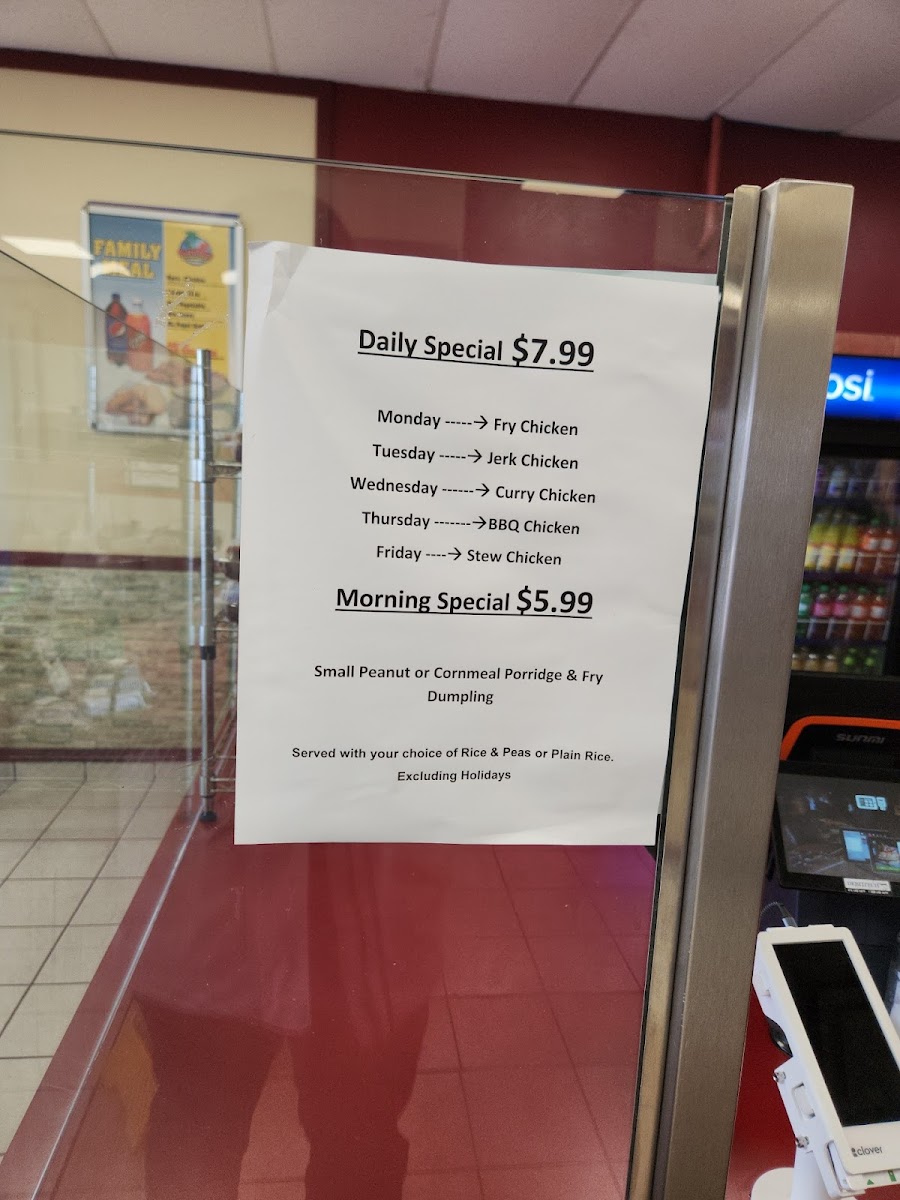 FAMILY
MEAL
Daily Special $7.99
Monday -----→ Fry Chicken
Tuesday -----→ Jerk Chicken
Wednesday ------→ Curry Chicken
Thursday -------→BBQ Chicken
Friday ----→ Stew Chicken
Morning Special $5.99
Small Peanut or Cornmeal Porridge & Fry
Dumpling
Served with your choice of Rice & Peas or Plain Rice.
Excluding Holidays
psi
SUNMI
clover